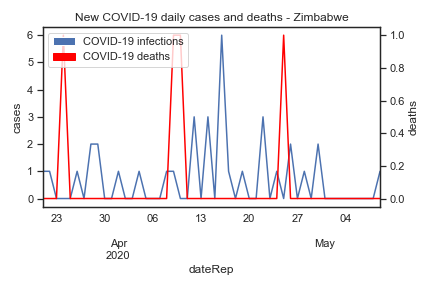 New COVID-19 daily cases and deaths - Zimbabwe
COVID-19 infections
COVID-19 deaths
6
5
4
3
2
1
0
cases
1.0
0.8
0.6
0.4
0.2
0.0
deaths
23 30 06 13 20 27 04
Apr May
2020
dateRep